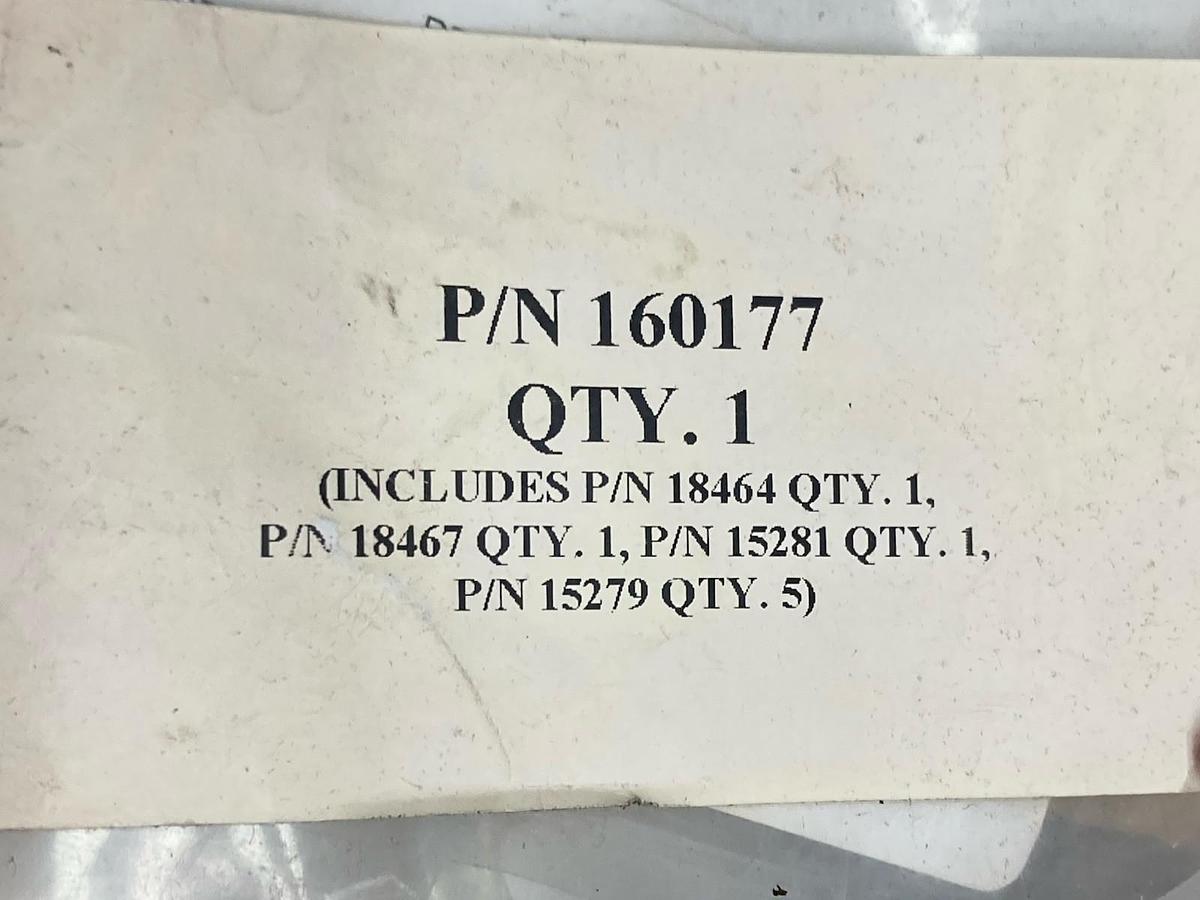 P/N 160177
QTY. 1
(INCLUDES P/N 18464 QTY. 1,
P/N 18467 QTY. 1, P/N 15281 QTY. 1,
P/N 15279 QTY. 5)